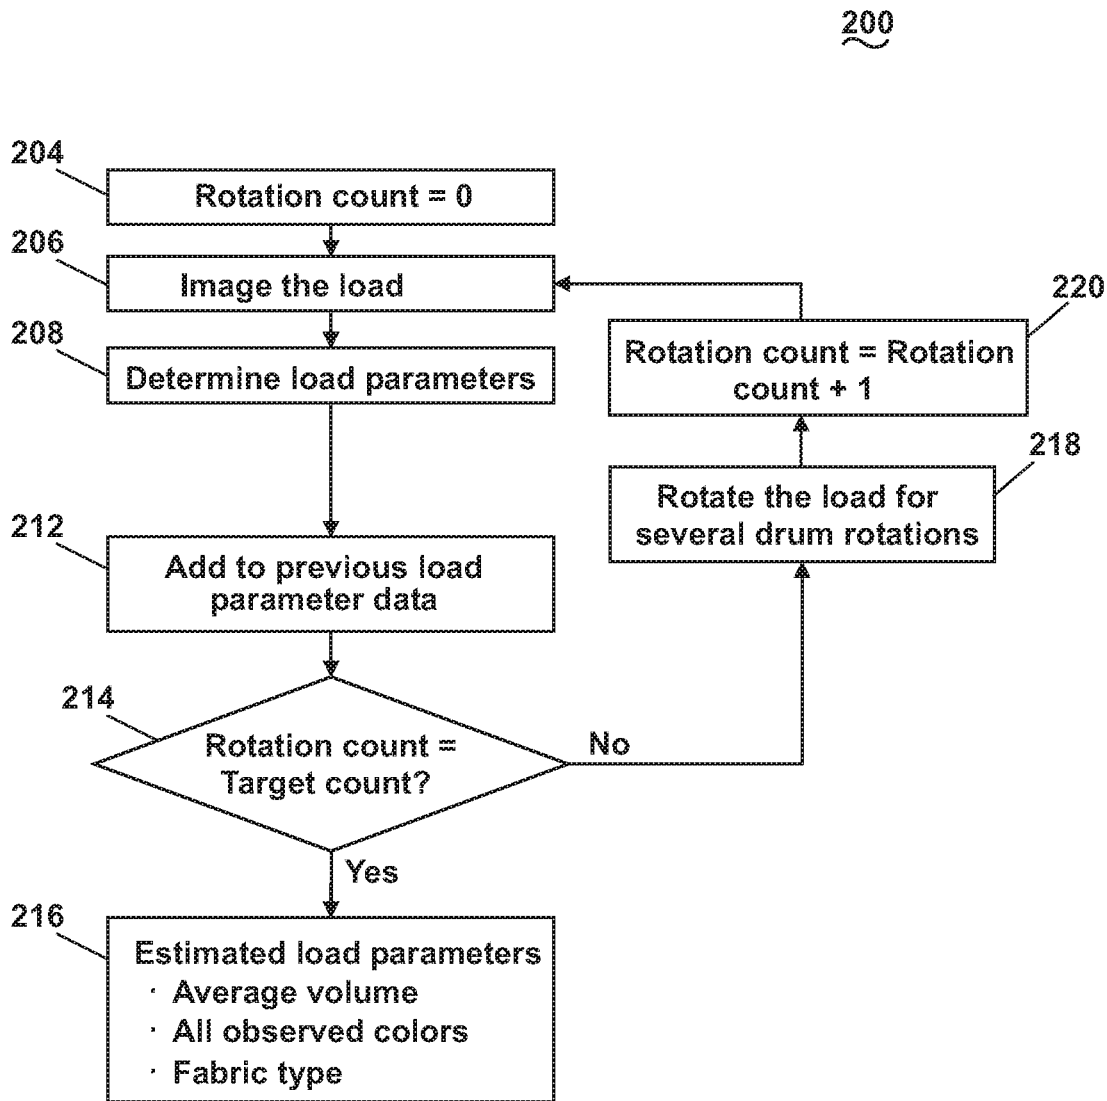 200
204
Rotation count = 0
206
Image the load
208
Determine load parameters
212
Add to previous load
parameter data
214
Rotation count =
Target count?
No
Yes
216
Estimated load parameters
· Average volume
· All observed colors
· Fabric type
218
Rotate the load for
several drum rotations
220
Rotation count = Rotation
count + 1